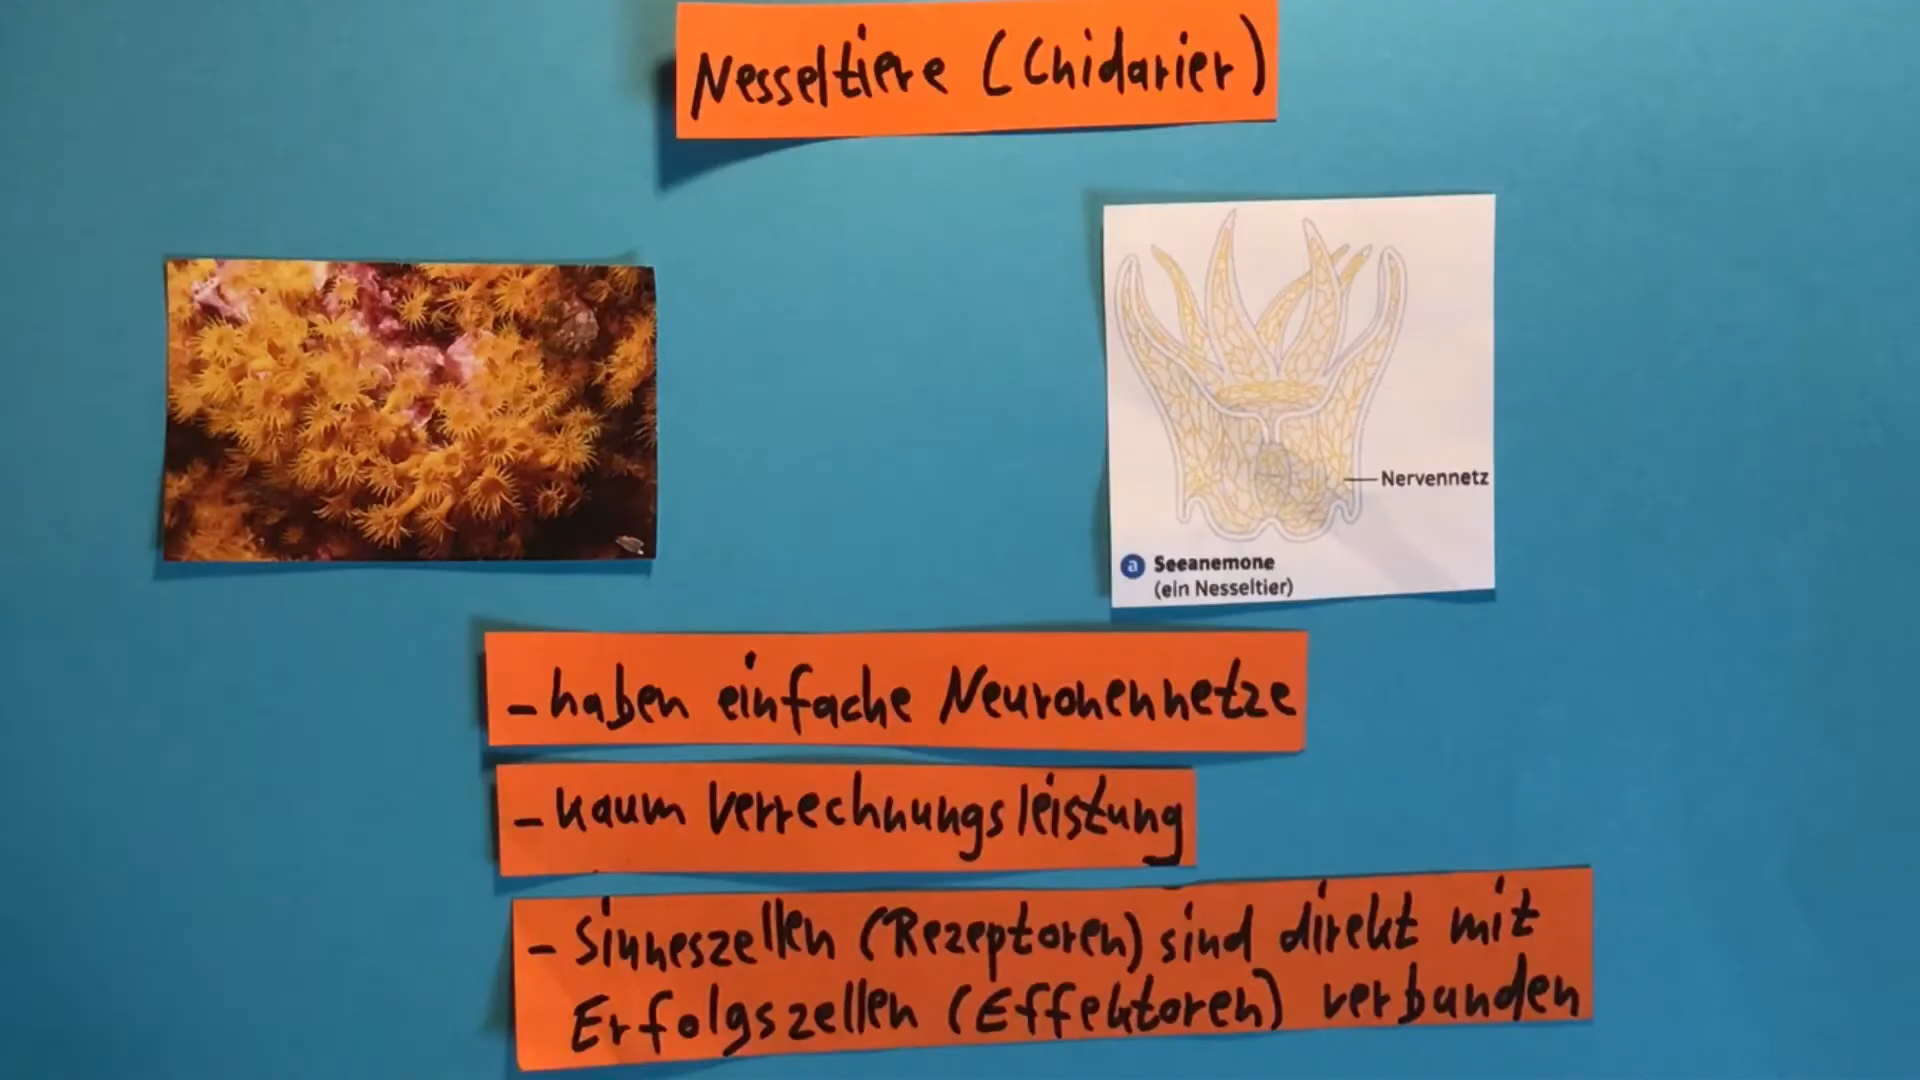 Nesseltiere (Cnidarier)
Nervennetz
a Seeanemone
(ein Nesseltier)
- haben einfache Neuronennetze
- kaum Verrechnungsleistung
- Sinneszellen (Rezeptoren) sind direkt mit
Erfolgszellen (Effektoren) verbunden